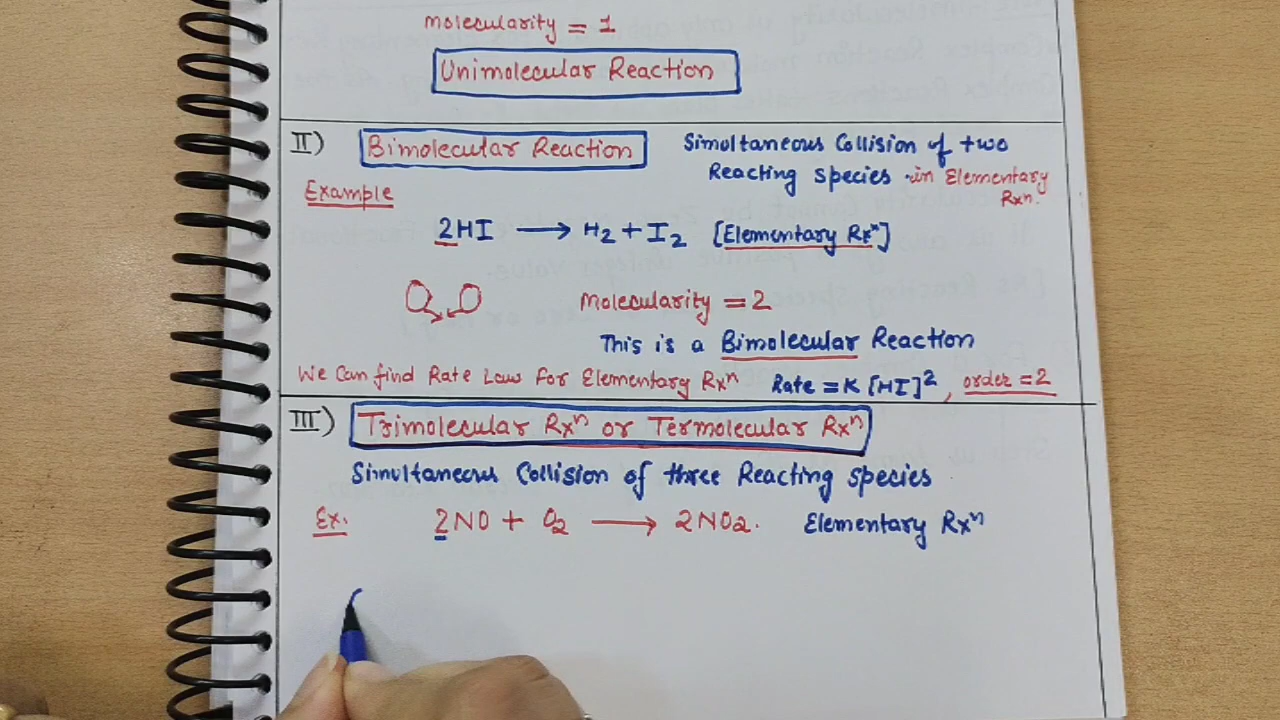 molecularity = 1
Unimolecular Reaction
II) Bimolecular Reaction Simultaneous Collision of two
Reacting species in Elementary
Rxn.
Example
2HI ⟶ H2 + I2 [Elementary Rxⁿ]
Molecularity = 2
This is a Bimolecular Reaction
We Can find Rate Law For Elementary Rxⁿ Rate = K [HI]², order = 2
III) Trimolecular Rxⁿ or Termolecular Rxⁿ
Simultaneous Collision of three Reacting species
Ex. 2NO + O2 ⟶ 2NO2. Elementary Rxⁿ